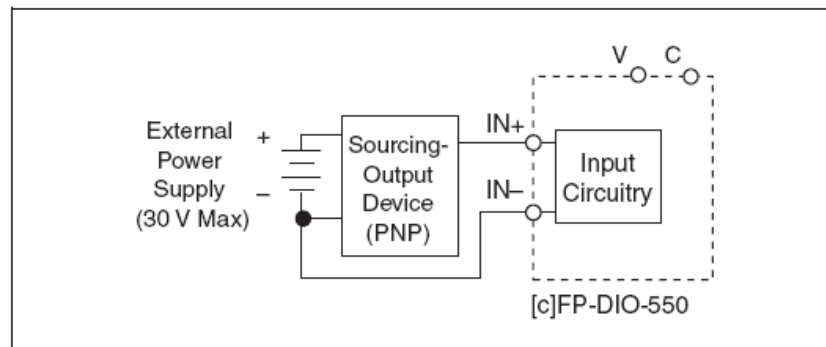 V C
External
Power
Supply
(30 V Max)
+
–
Sourcing-
Output
Device
(PNP)
IN+
IN–
Input
Circuitry
[c]FP-DIO-550